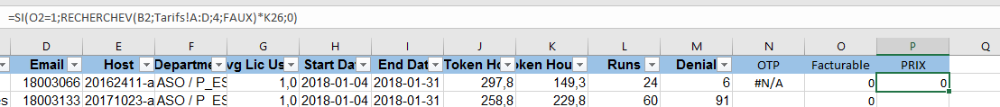 =SI(O2=1;RECHERCHEV(B2;Tarifs!A:D;4;FAUX)*K26;0)
D E F G H I J K L M N O P Q
Email Host Departme vg Lic Us Start Da End Dat Token Ho oken Hou Runs Denial OTP Facturable PRIX
18003066 20162411-a ASO / P_ES 1,0 2018-01-04 2018-01-31 297,8 149,3 24 6 #N/A 0 0
es 18003133 20171023-a ASO / P_ES 1,0 2018-01-04 2018-01-31 258,8 229,8 60 91 0